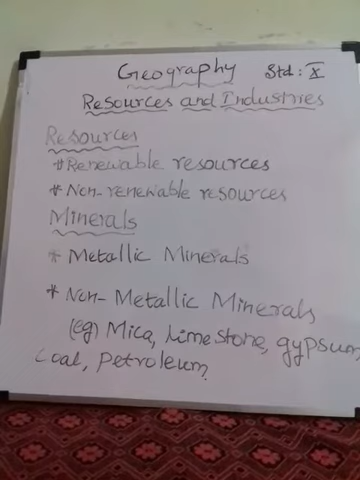 Geography Std: X
Resources and Industries
Resources
* Renewable resources
* Non-renewable resources
Minerals
* Metallic Minerals
* Non-Metallic Minerals
(eg) Mica, Limestone, gypsum,
Coal, Petroleum.